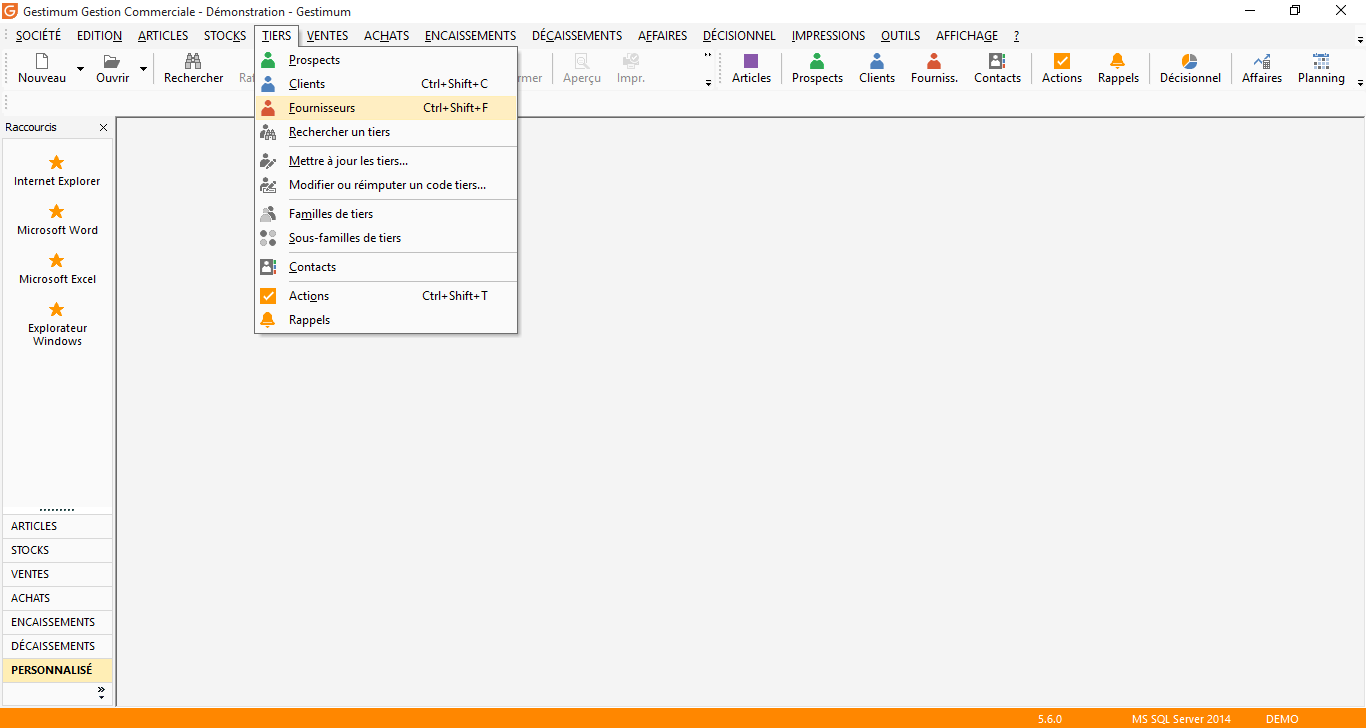 Gestimum Gestion Commerciale - Démonstration - Gestimum
SOCIÉTÉ EDITION ARTICLES STOCKS TIERS VENTES ACHATS ENCAISSEMENTS DÉCAISSEMENTS AFFAIRES DÉCISIONNEL IMPRESSIONS OUTILS AFFICHAGE ?
Nouveau Ouvrir Rechercher Aperçu Impr. Articles Prospects Clients Fourniss. Contacts Actions Rappels Décisionnel Affaires Planning
Prospects
Clients Ctrl+Shift+C
Fournisseurs Ctrl+Shift+F
Rechercher un tiers
Mettre à jour les tiers...
Modifier ou réimputer un code tiers...
Familles de tiers
Sous-familles de tiers
Contacts
Actions Ctrl+Shift+T
Rappels
Raccourcis
Internet Explorer
Microsoft Word
Microsoft Excel
Explorateur
Windows
ARTICLES
STOCKS
VENTES
ACHATS
ENCAISSEMENTS
DÉCAISSEMENTS
PERSONNALISÉ
5.6.0 MS SQL Server 2014 DEMO